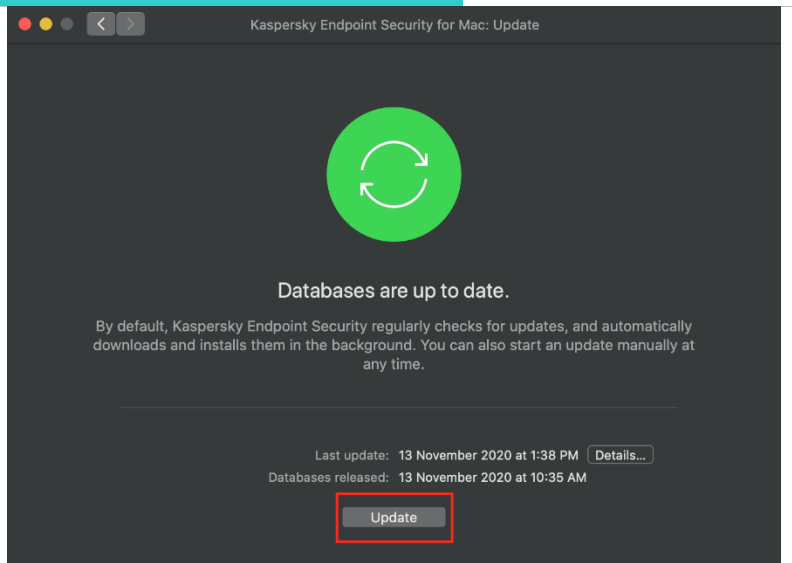 Kaspersky Endpoint Security for Mac: Update
Databases are up to date.
By default, Kaspersky Endpoint Security regularly checks for updates, and automatically
downloads and installs them in the background. You can also start an update manually at
any time.
Last update: 13 November 2020 at 1:38 PM Details...
Databases released: 13 November 2020 at 10:35 AM
Update